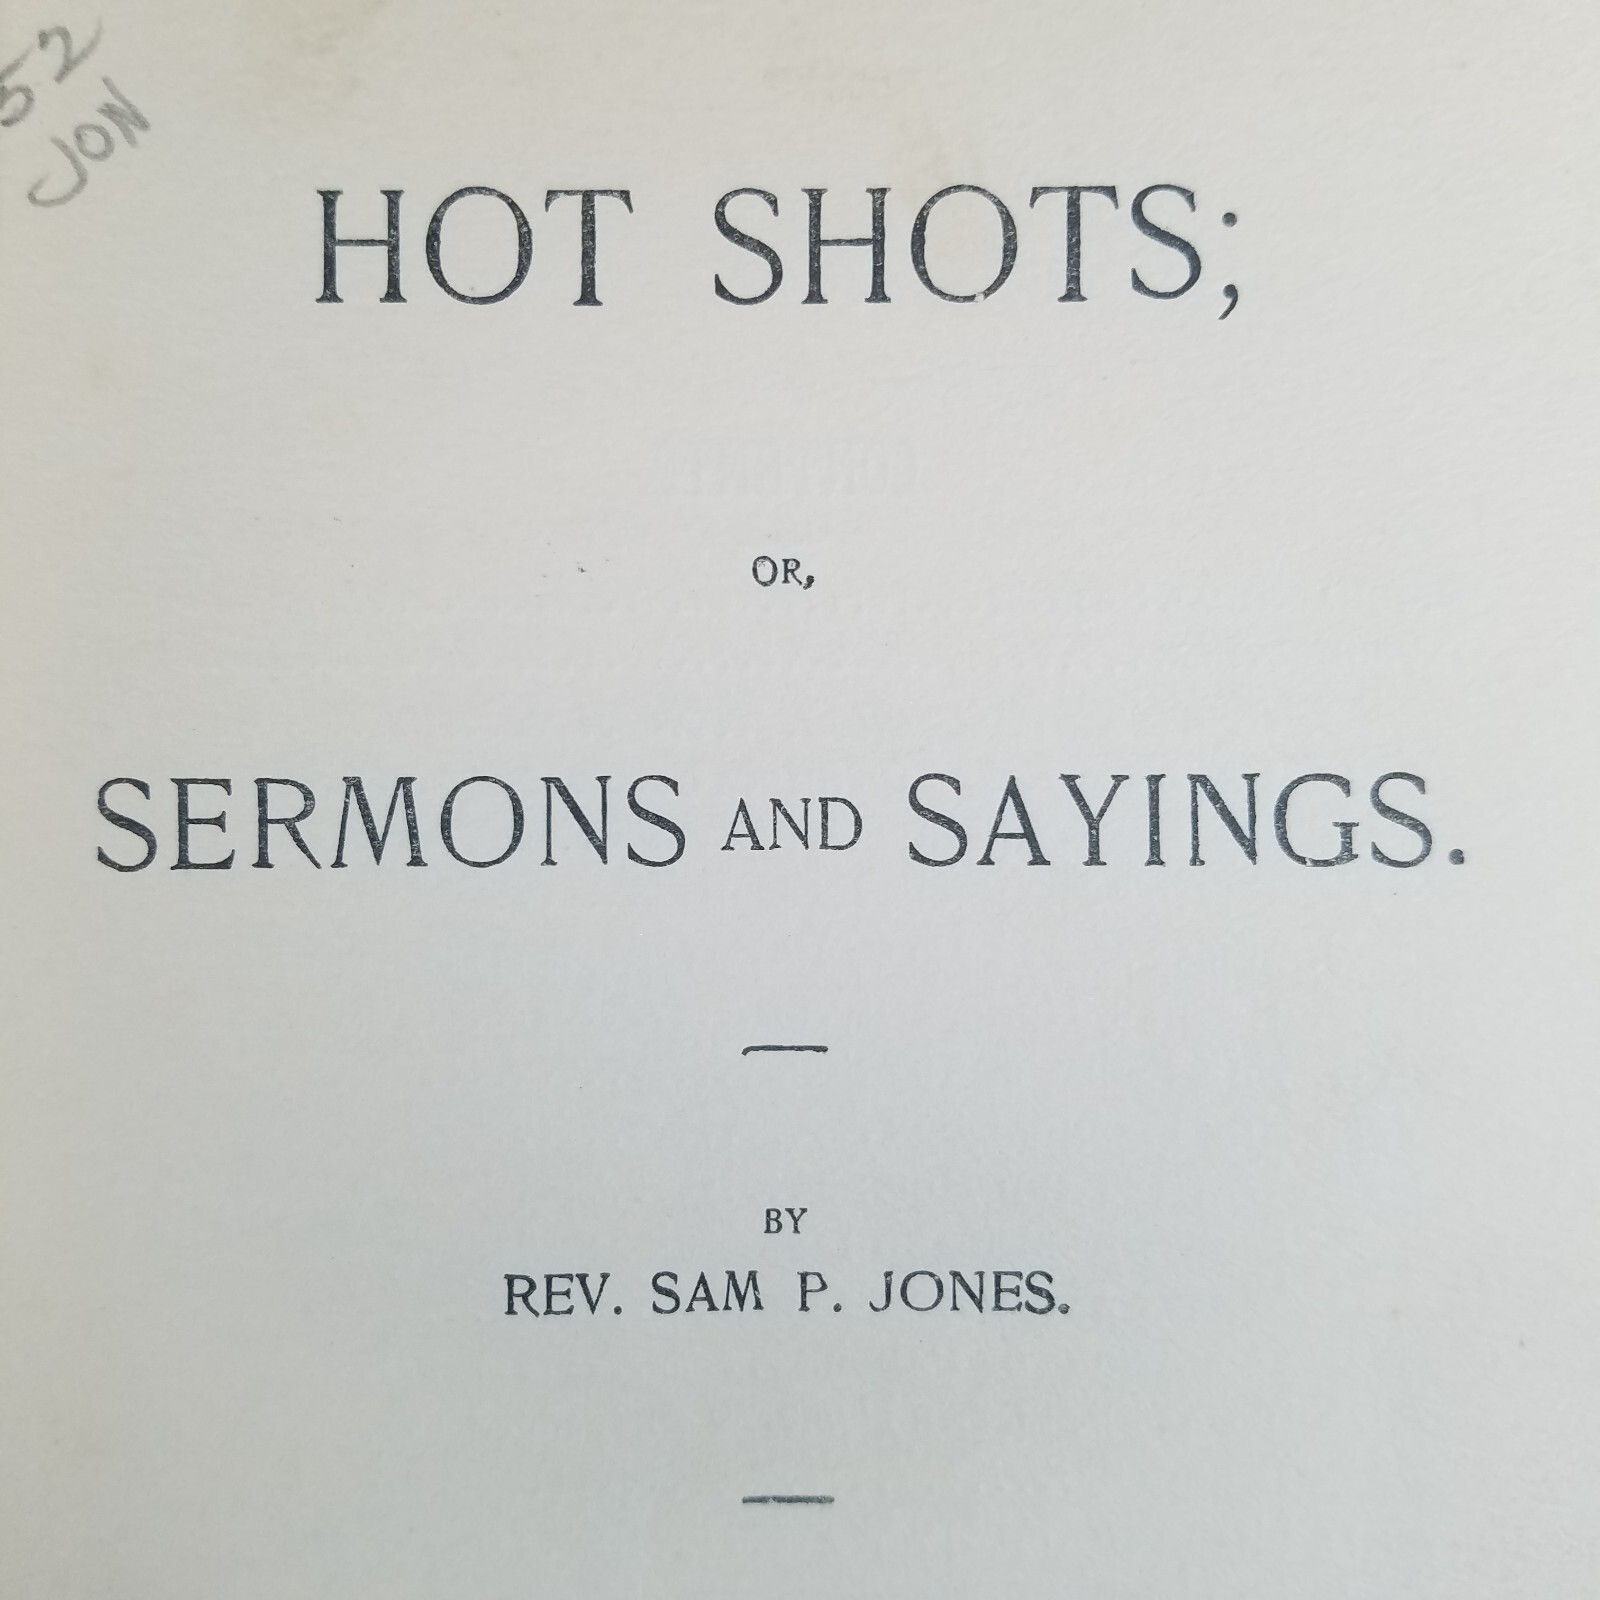 52
JON
HOT SHOTS;
OR,
SERMONS AND SAYINGS.
BY
REV. SAM P. JONES.